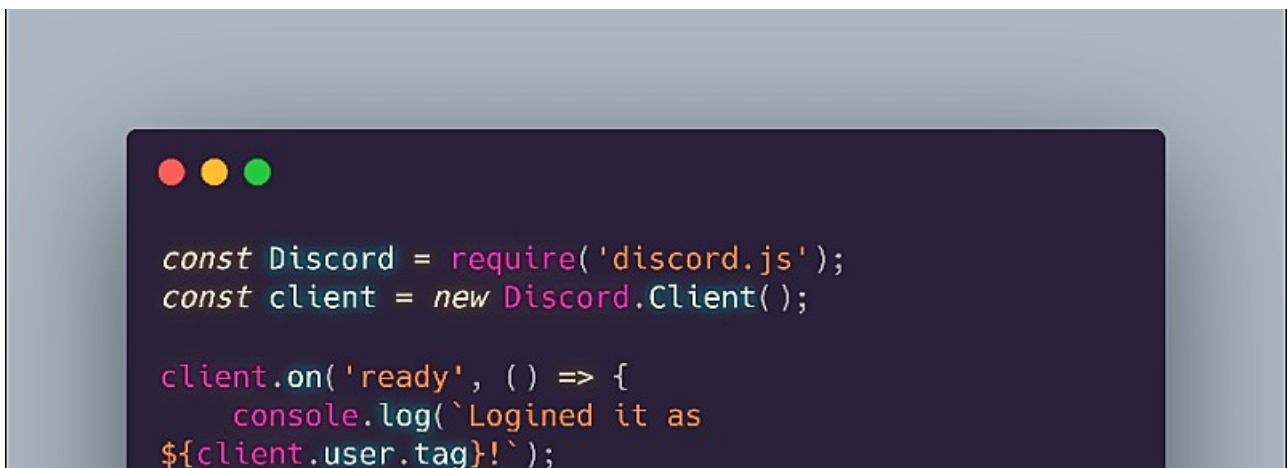 const Discord = require('discord.js');
const client = new Discord.Client();
client.on('ready', () => {
console.log(`Logined it as
${client.user.tag}!`);